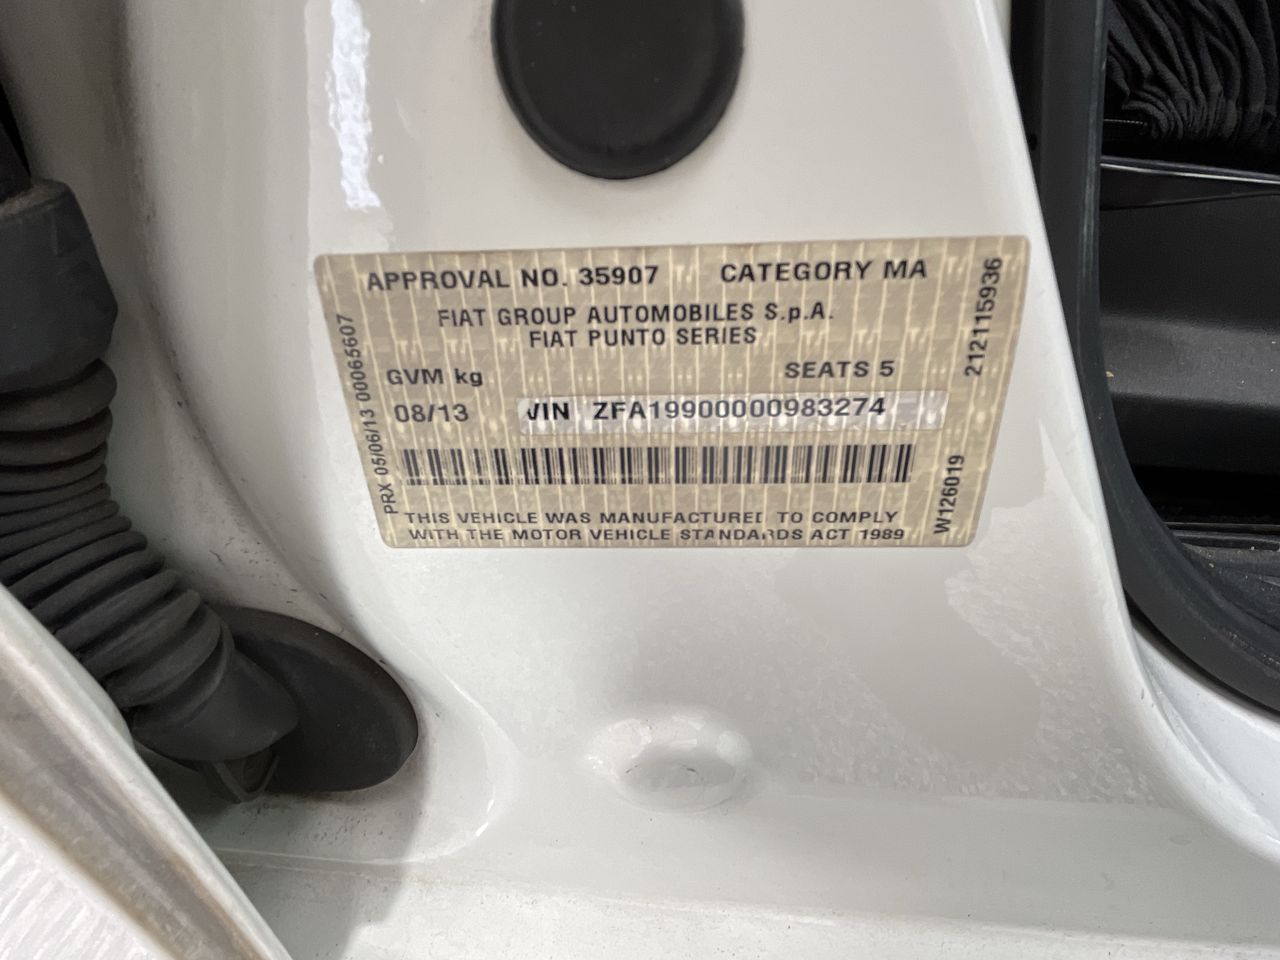 APPROVAL NO. 35907 CATEGORY MA
FIAT GROUP AUTOMOBILES S.p.A.
FIAT PUNTO SERIES
GVM kg SEATS 5
08/13 VIN ZFA19900000983274
THIS VEHICLE WAS MANUFACTURED TO COMPLY
WITH THE MOTOR VEHICLE STANDARDS ACT 1989
PRX 05/06/13 00065607
212115936
W126019